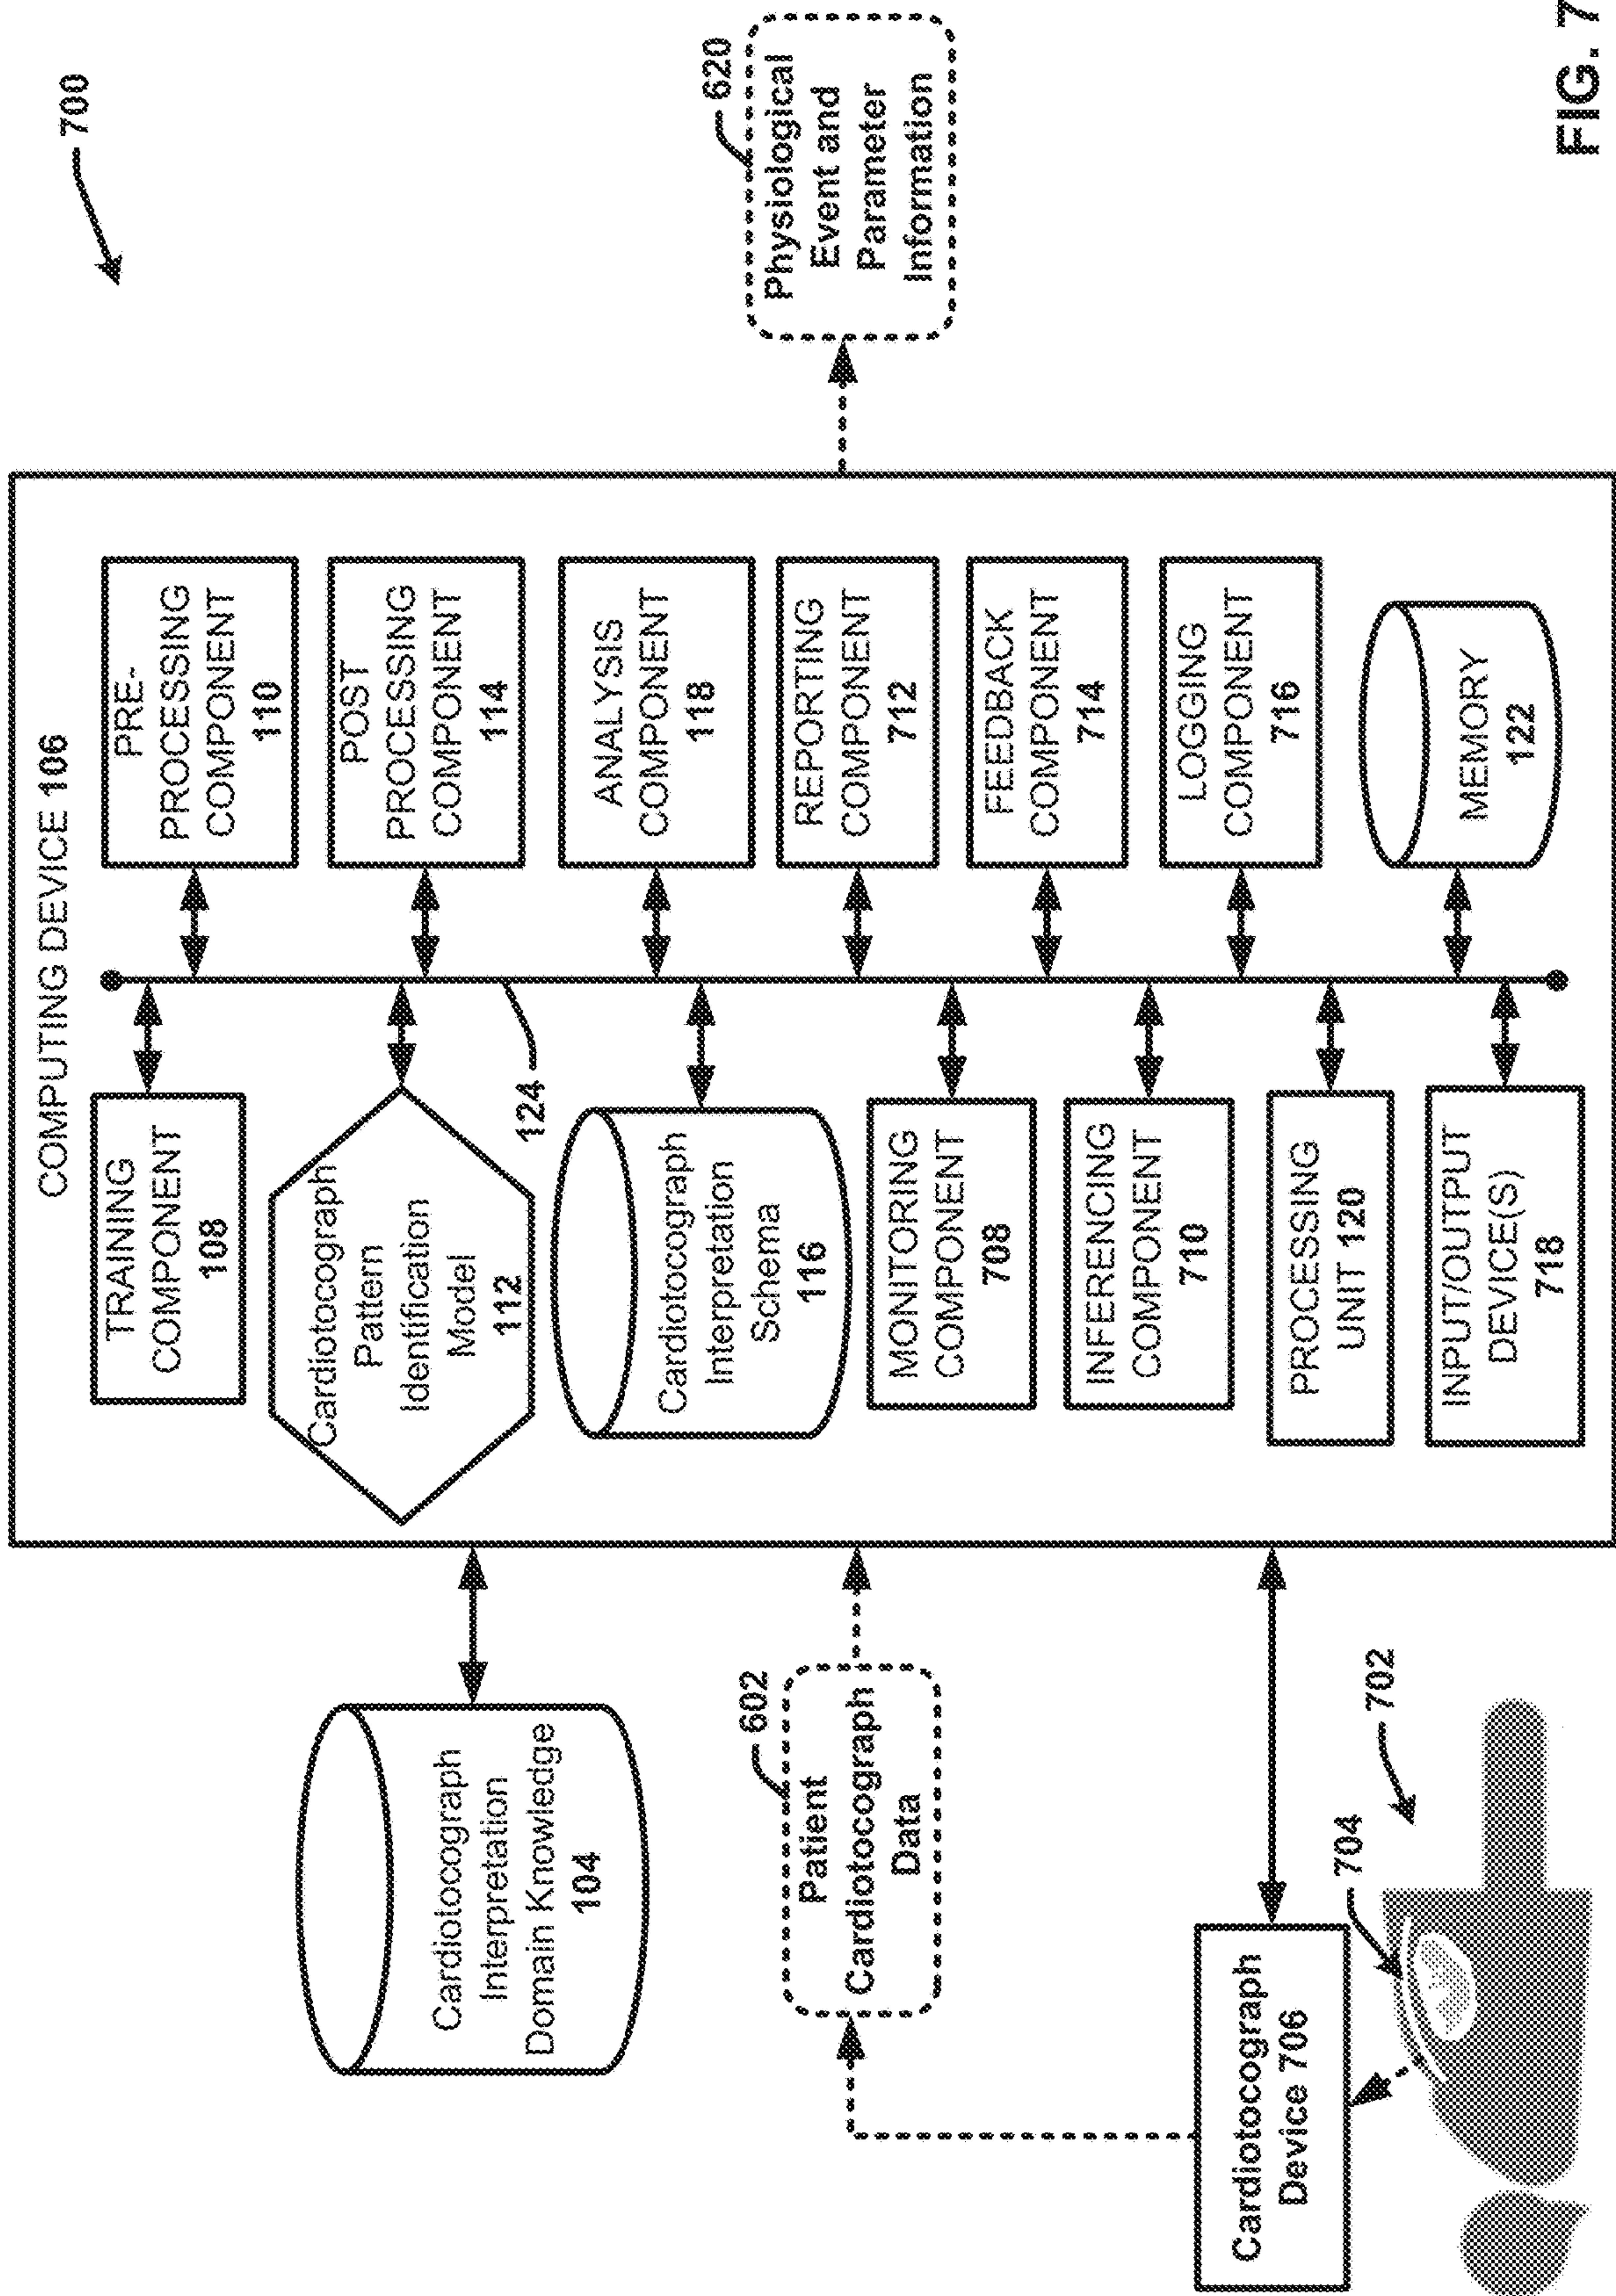 700
COMPUTING DEVICE 106
TRAINING
COMPONENT
108
PRE-
PROCESSING
COMPONENT
110
Cardiotocograph
Pattern
Identification
Model
112
POST
PROCESSING
COMPONENT
114
124
Cardiotocograph
Interpretation
Schema
116
ANALYSIS
COMPONENT
118
REPORTING
COMPONENT
712
MONITORING
COMPONENT
708
FEEDBACK
COMPONENT
714
INFERENCING
COMPONENT
710
LOGGING
COMPONENT
716
PROCESSING
UNIT 120
MEMORY
122
INPUT/OUTPUT
DEVICE(S)
718
Cardiotocograph
Interpretation
Domain Knowledge
104
602
Patient
Cardiotocograph
Data
620
Physiological
Event and
Parameter
Information
Cardiotocograph
Device 706
704
702
FIG. 7